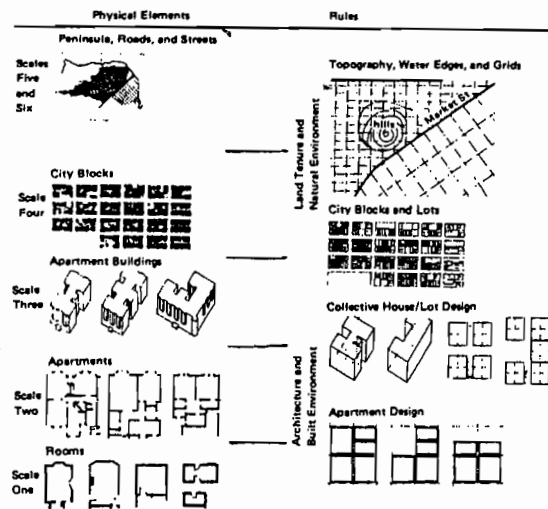 Physical Elements
Rules
Peninsula, Roads, and Streets
Scales
Five
and
Six
Topography, Water Edges, and Grids
hills
Market St
Land Tenure and
Natural Environment
City Blocks
Scale
Four
City Blocks and Lots
Apartment Buildings
Scale
Three
Collective House/Lot Design
Apartments
Scale
Two
Architecture and
Built Environment
Apartment Design
Rooms
Scale
One